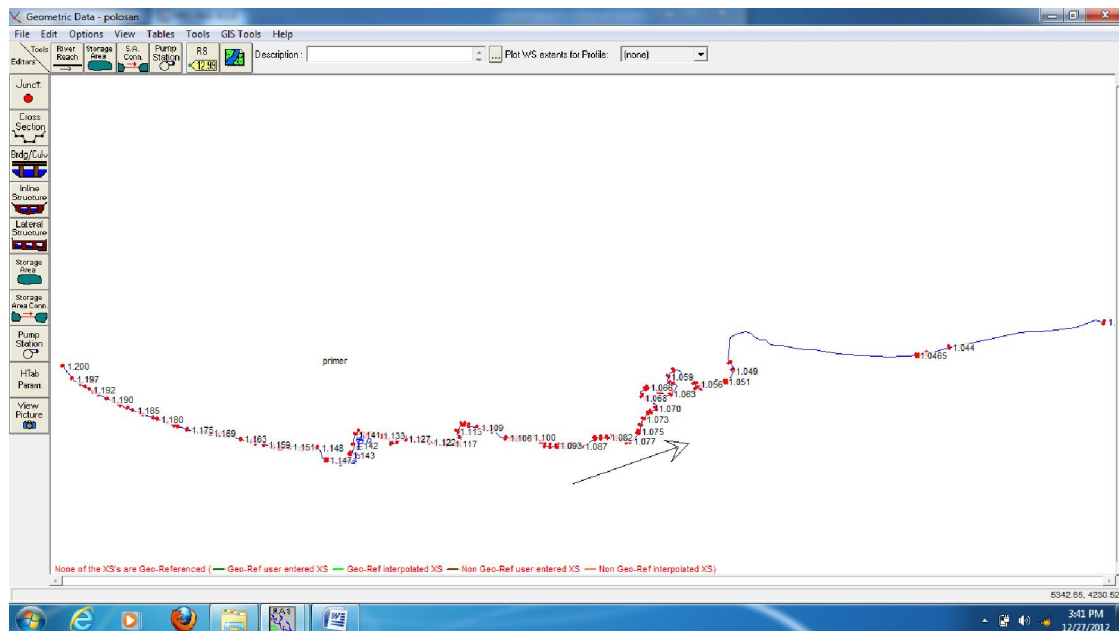 Geometric Data - polosan
File Edit Options View Tables Tools GIS Tools Help
Tools
Editors
River Reach
Storage Area
S.A. Conn.
Pump Station
RS
Description :
...
Plot WS extents for Profile:
(none)
Junct.
Cross Section
Brdg/Culv
Inline Structure
Lateral Structure
Storage Area
Storage Area Conn.
Pump Station
HTab Param.
View Picture
primer
1.200
1.197
1.192
1.190
1.185
1.180
1.175
1.169
1.163
1.159
1.151
1.148
1.147
1.143
1.142
1.141
1.133
1.127
1.122
1.117
1.113
1.109
1.106
1.100
1.093
1.087
1.082
1.077
1.075
1.073
1.070
1.068
1.066
1.063
1.059
1.056
1.051
1.049
1.0465
1.044
1.
None of the XS's are Geo-Referenced ( Geo-Ref user entered XS Geo-Ref interpolated XS Non Geo-Ref user entered XS Non Geo-Ref interpolated XS)
5342.65, 4230.52
RAS
3:41 PM
12/27/2012